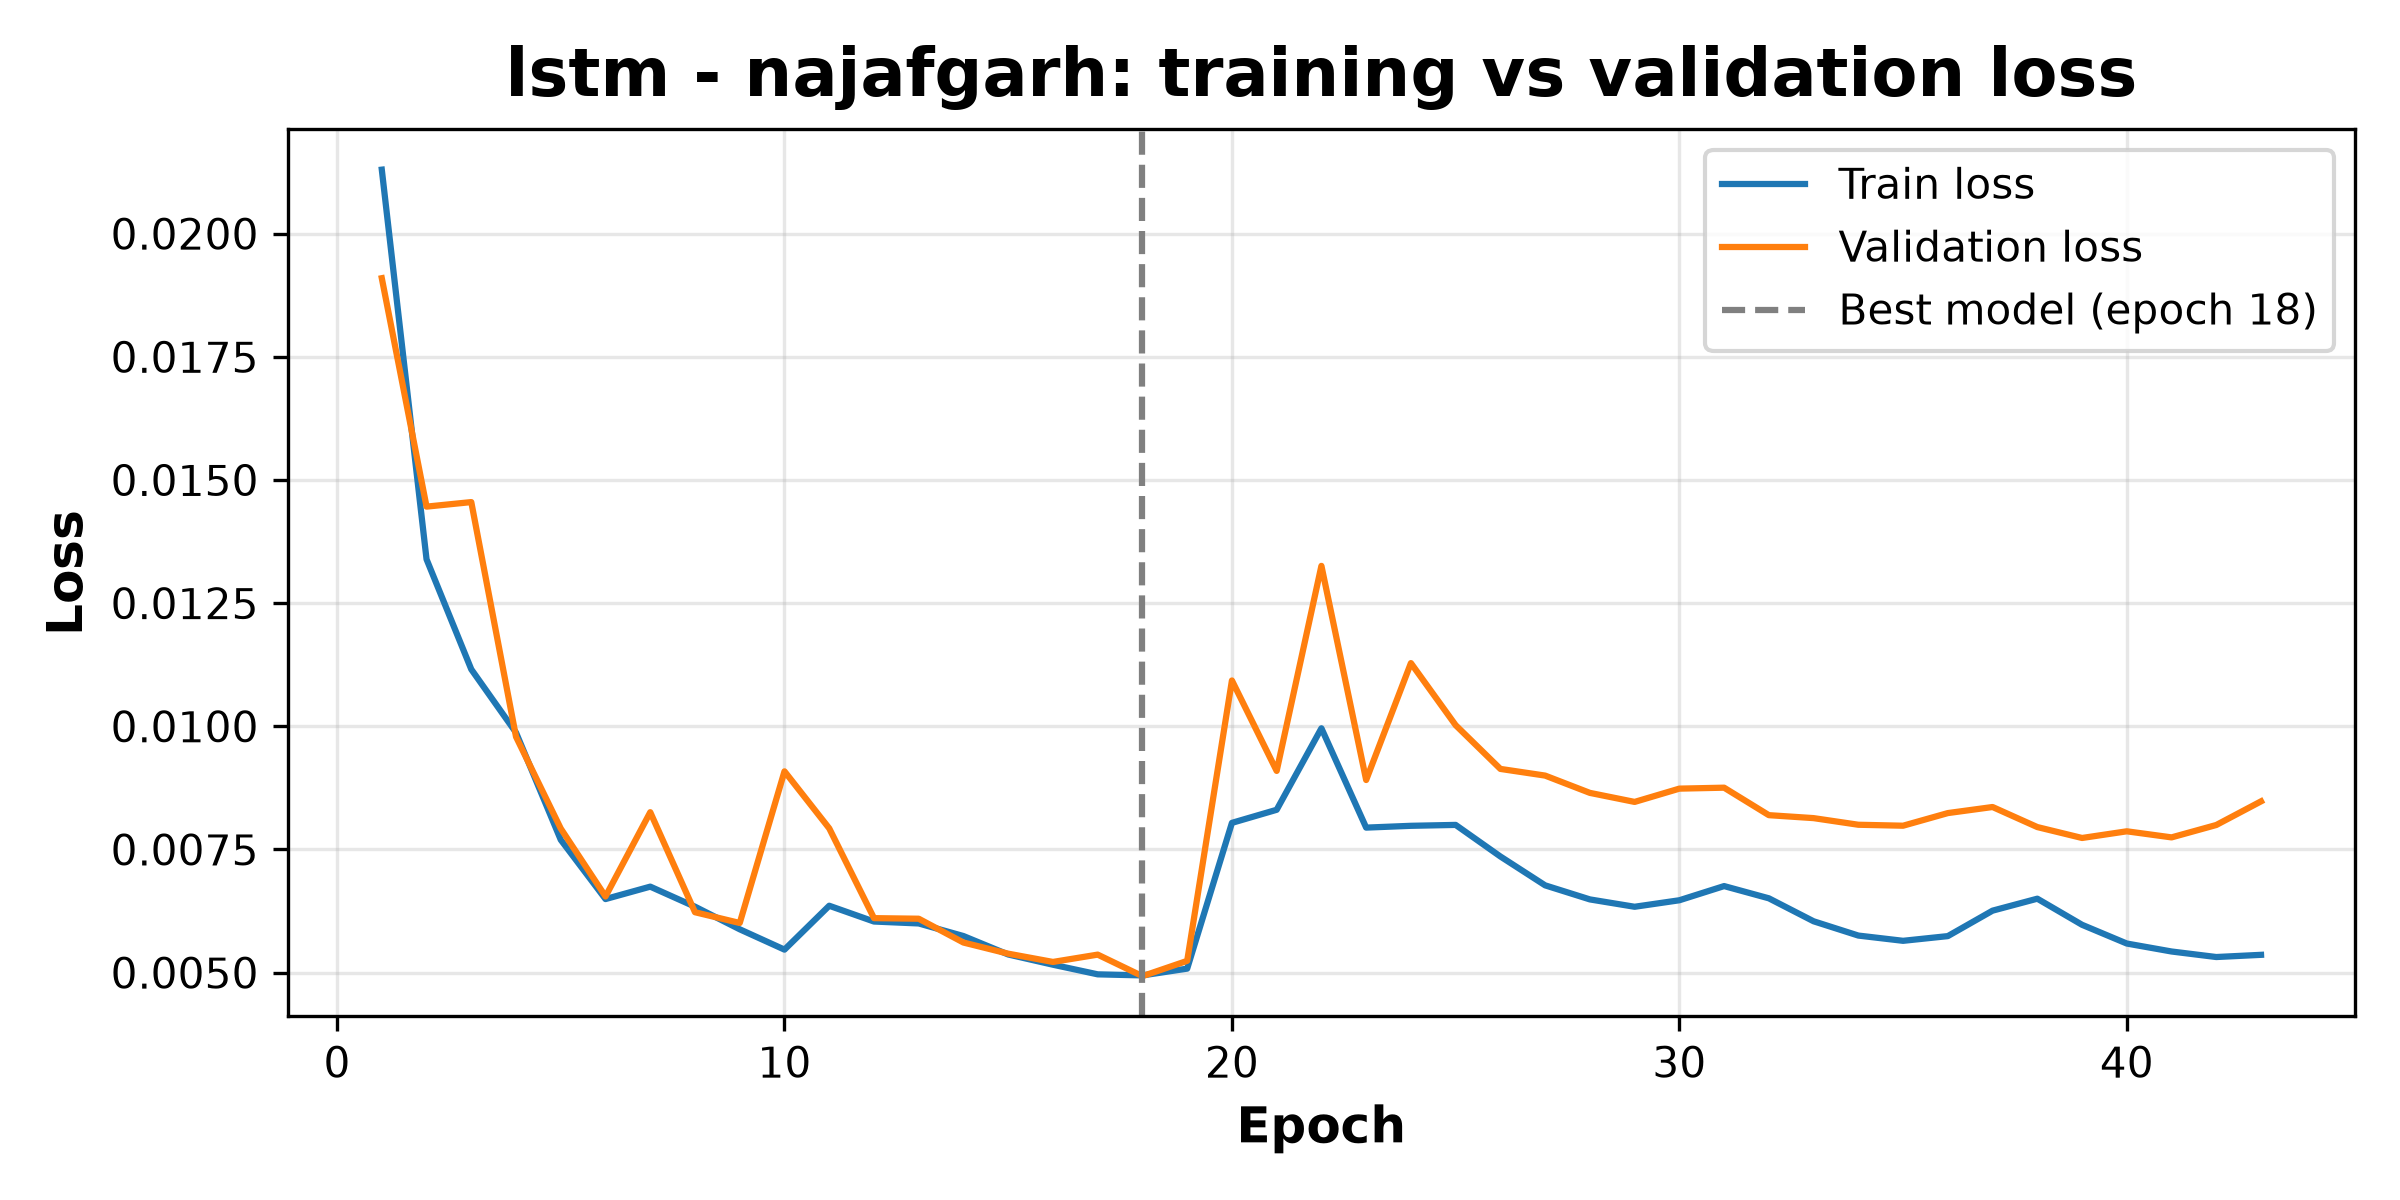 lstm - najafgarh: training vs validation loss
Train loss
Validation loss
Best model (epoch 18)
Loss
0.0200
0.0175
0.0150
0.0125
0.0100
0.0075
0.0050
0
10
20
30
40
Epoch